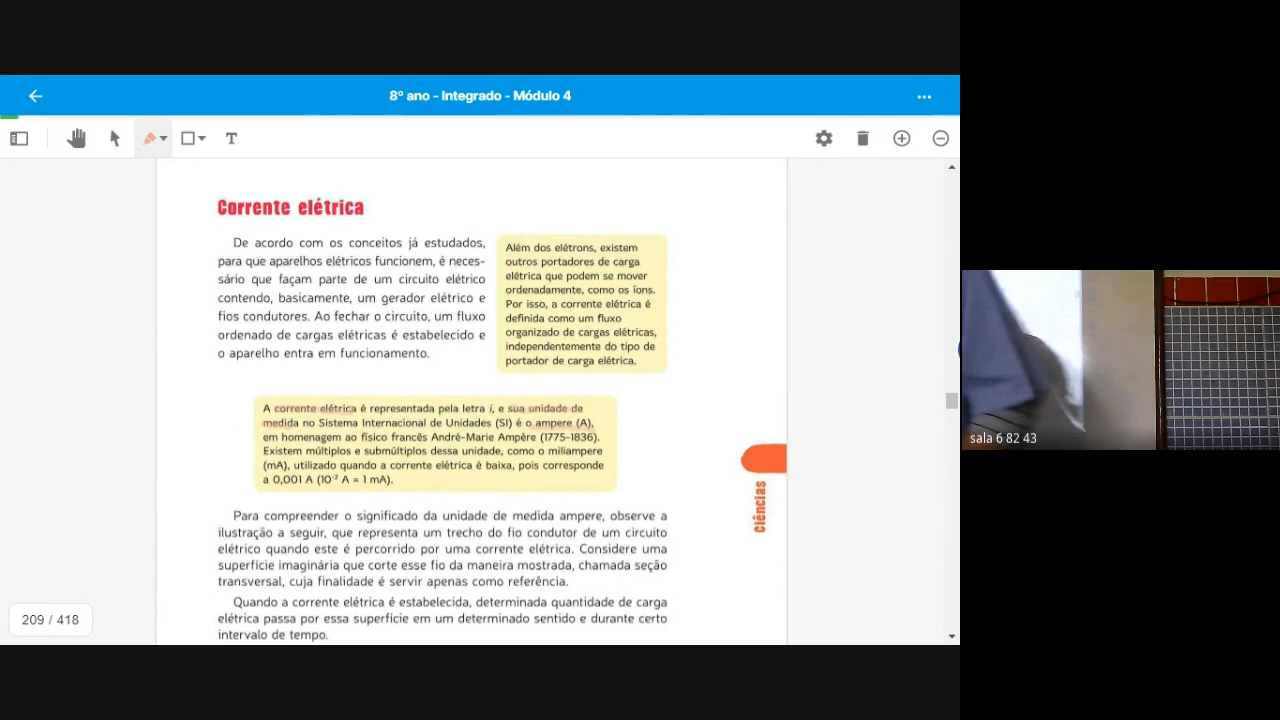 8º ano - Integrado - Módulo 4
T
Corrente elétrica
De acordo com os conceitos já estudados,
para que aparelhos elétricos funcionem, é neces-
sário que façam parte de um circuito elétrico
contendo, basicamente, um gerador elétrico e
fios condutores. Ao fechar o circuito, um fluxo
ordenado de cargas elétricas é estabelecido e
o aparelho entra em funcionamento.
Além dos elétrons, existem
outros portadores de carga
elétrica que podem se mover
ordenadamente, como os íons.
Por isso, a corrente elétrica é
definida como um fluxo
organizado de cargas elétricas,
independentemente do tipo de
portador de carga elétrica.
A corrente elétrica é representada pela letra i, e sua unidade de
medida no Sistema Internacional de Unidades (SI) é o ampere (A),
em homenagem ao físico francês André-Marie Ampère (1775-1836).
Existem múltiplos e submúltiplos dessa unidade, como o miliampere
(mA), utilizado quando a corrente elétrica é baixa, pois corresponde
a 0,001 A (10⁻³ A = 1 mA).
Para compreender o significado da unidade de medida ampere, observe a
ilustração a seguir, que representa um trecho do fio condutor de um circuito
elétrico quando este é percorrido por uma corrente elétrica. Considere uma
superfície imaginária que corte esse fio da maneira mostrada, chamada seção
transversal, cuja finalidade é servir apenas como referência.
Quando a corrente elétrica é estabelecida, determinada quantidade de carga
elétrica passa por essa superfície em um determinado sentido e durante certo
intervalo de tempo.
Ciências
209 / 418
sala 6 82 43